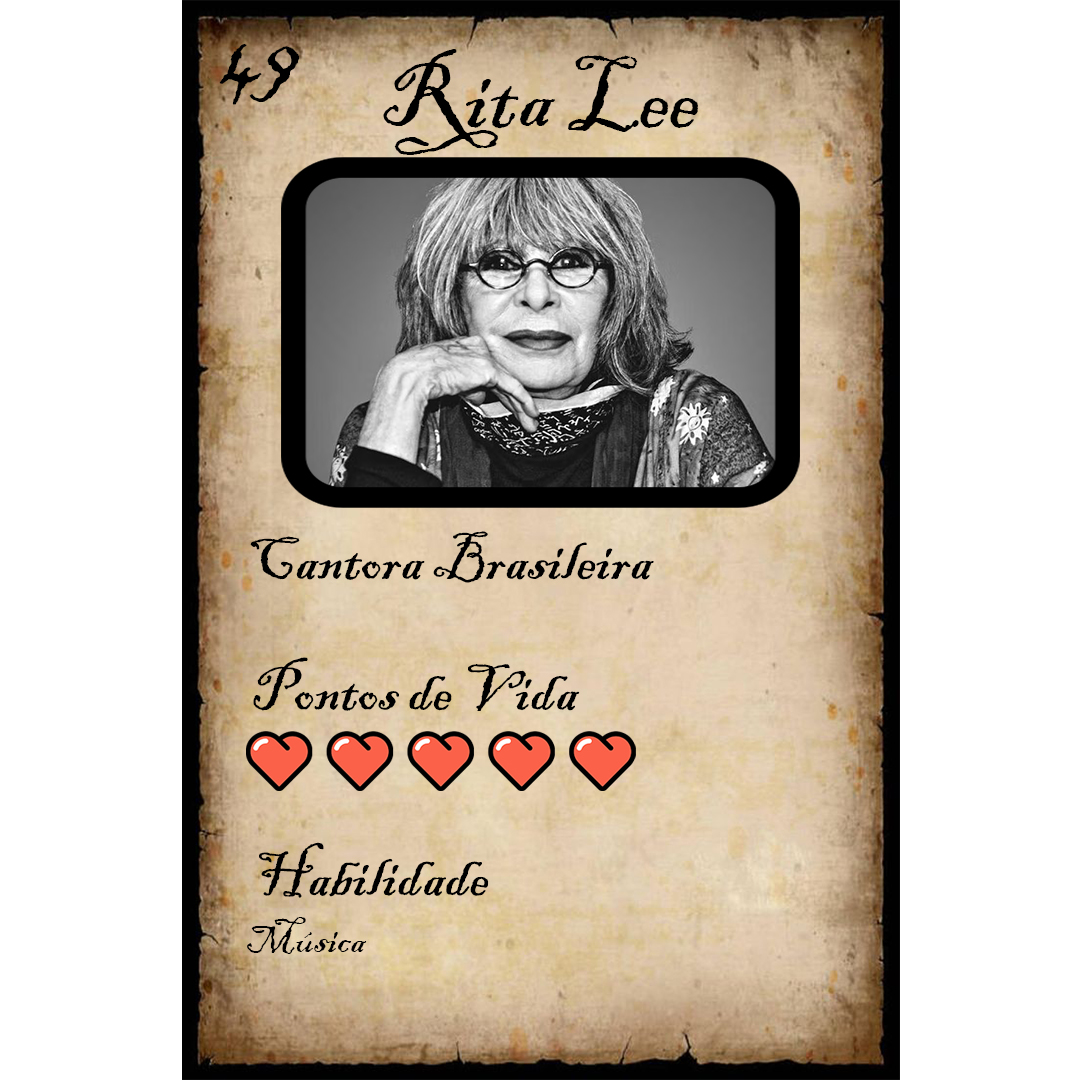 49
Rita Lee
Cantora Brasileira
Pontos de Vida
Habilidade
Música